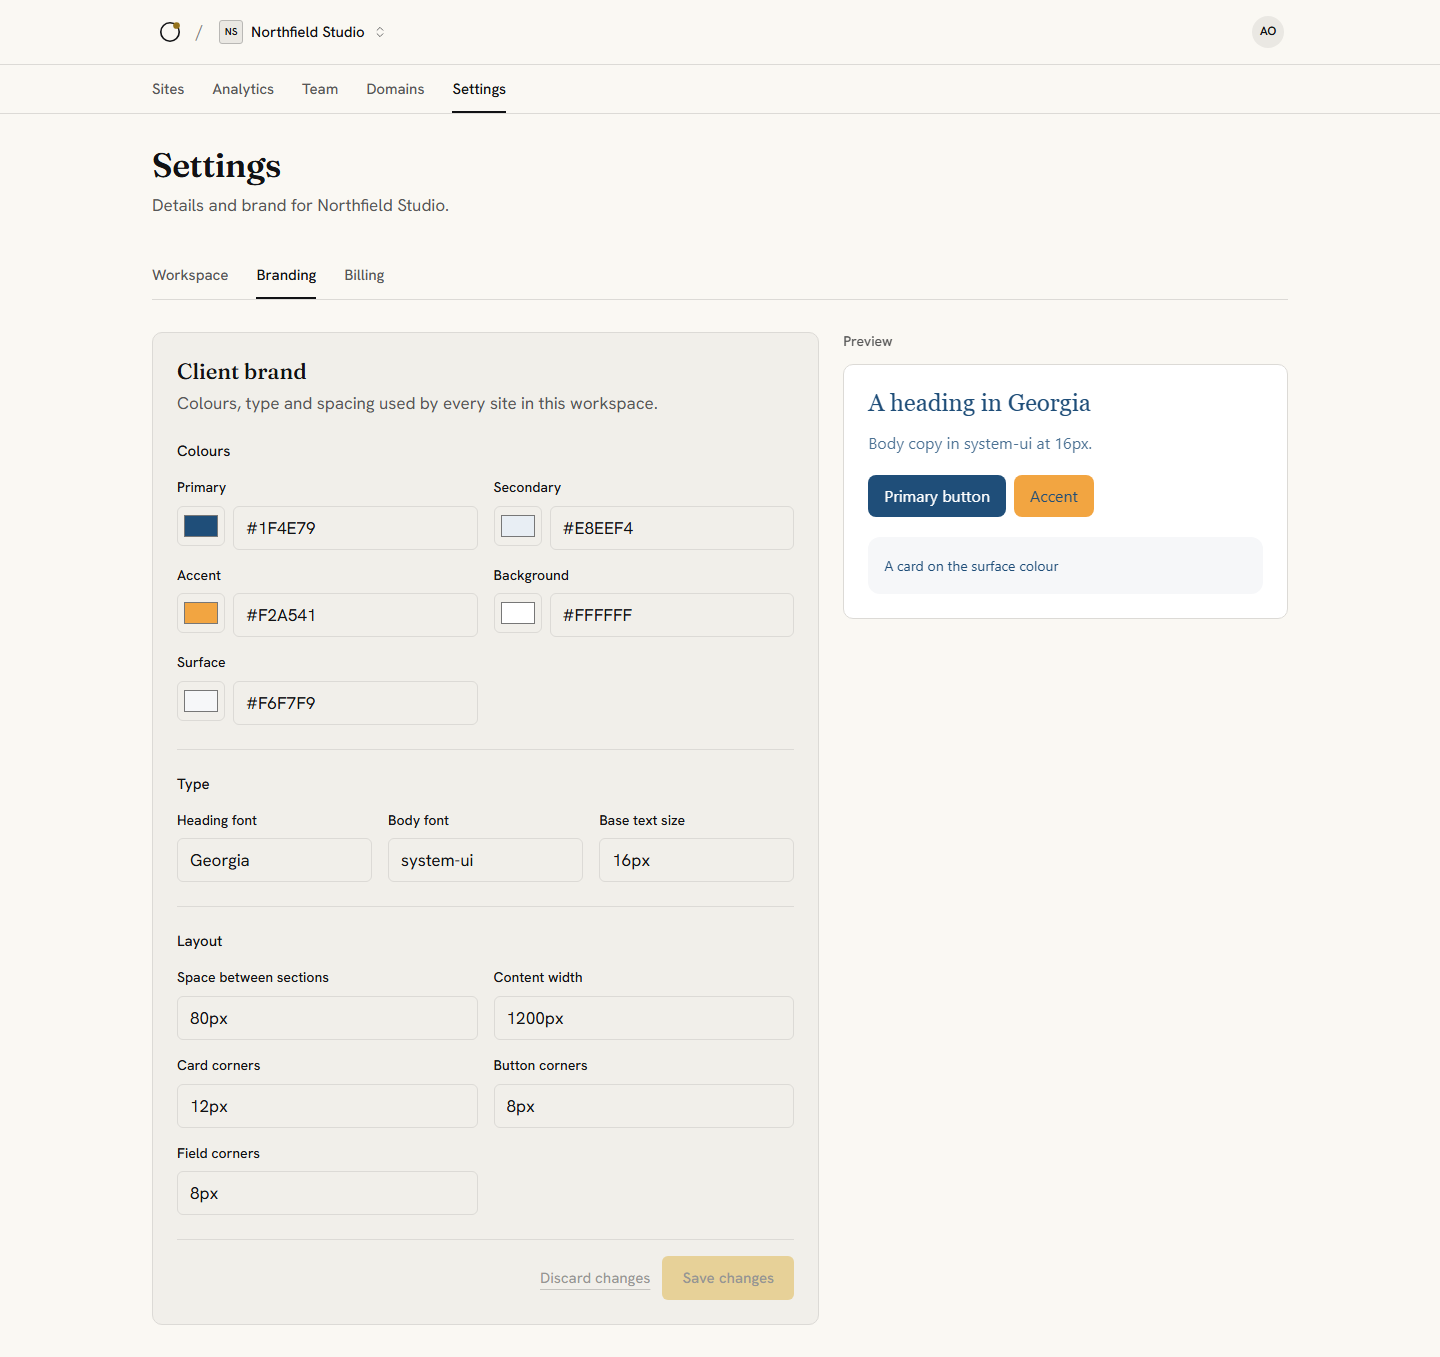 / NS Northfield Studio AO
Sites Analytics Team Domains Settings
Settings
Details and brand for Northfield Studio.
Workspace Branding Billing
Client brand
Colours, type and spacing used by every site in this workspace.
Colours
Primary Secondary
#1F4E79 #E8EEF4
Accent Background
#F2A541 #FFFFFF
Surface
#F6F7F9
Type
Heading font Body font Base text size
Georgia system-ui 16px
Layout
Space between sections Content width
80px 1200px
Card corners Button corners
12px 8px
Field corners
8px
Discard changes Save changes
Preview
A heading in Georgia
Body copy in system-ui at 16px.
Primary button Accent
A card on the surface colour